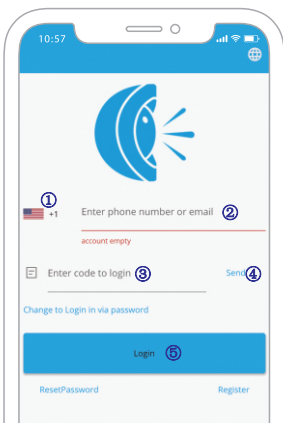 10:57
①
+1
Enter phone number or email ②
account empty
Enter code to login ③
Send ④
Change to Login in via password
Login ⑤
ResetPassword Register